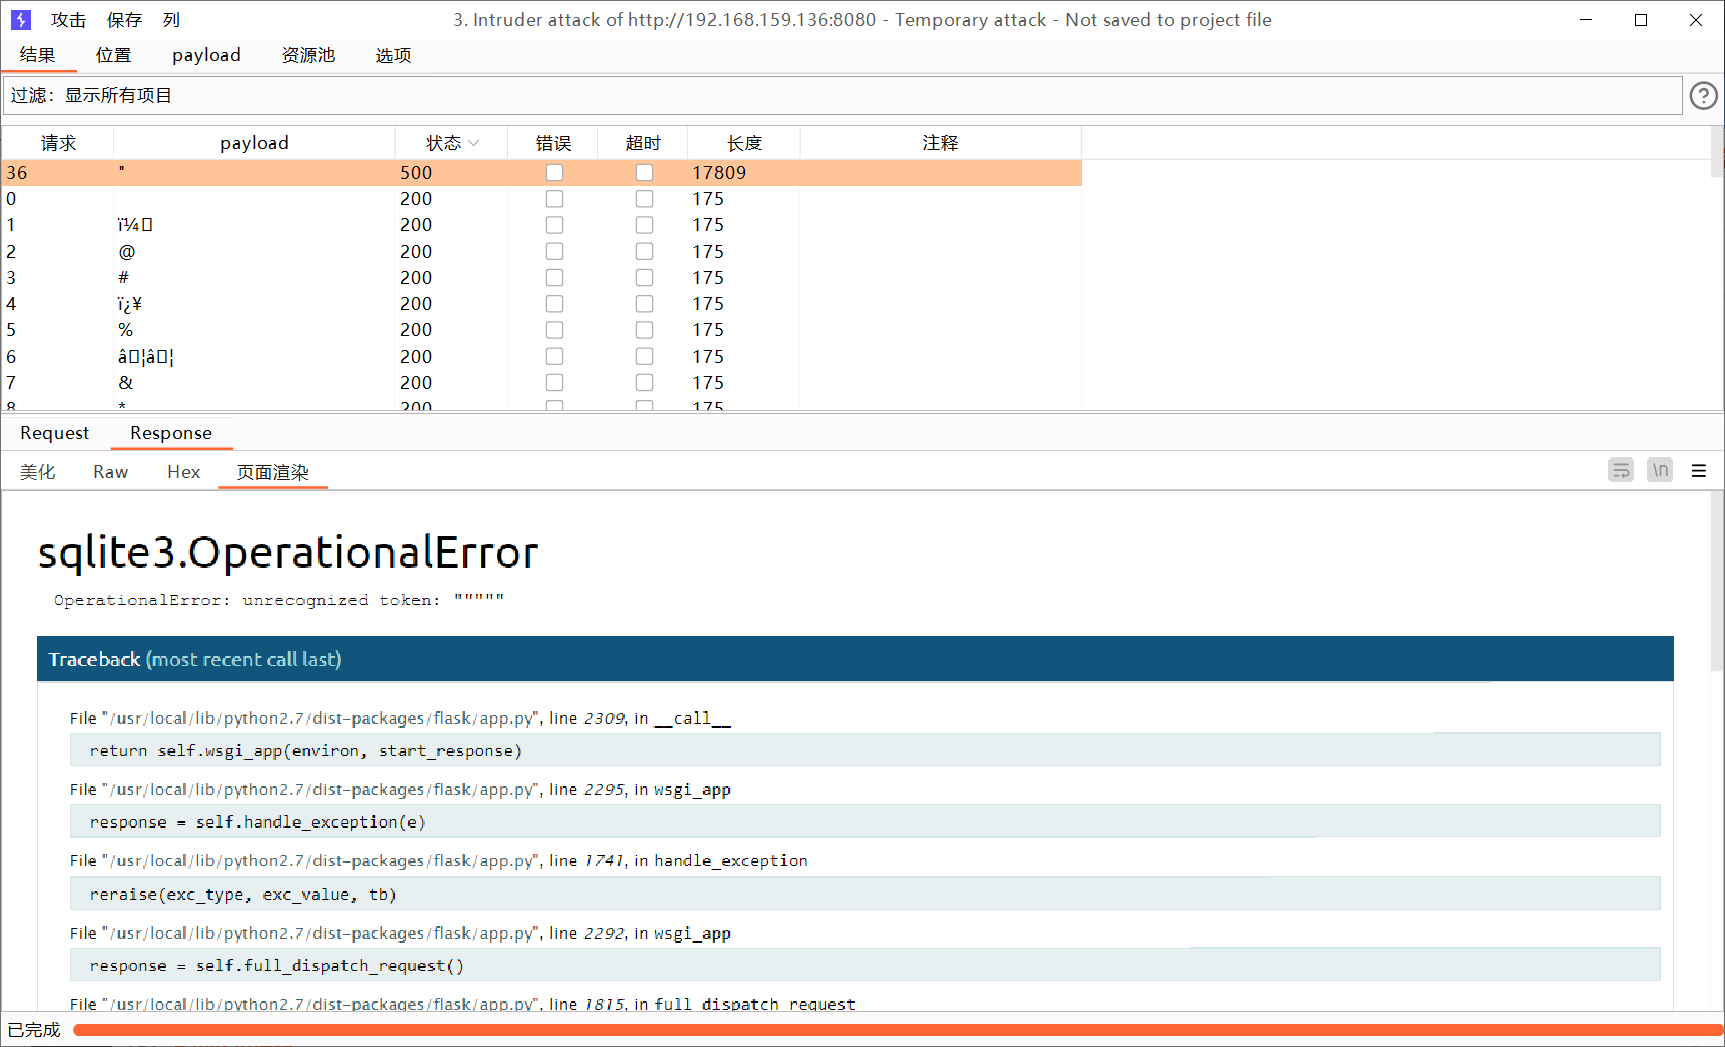 攻击 保存 列 3. Intruder attack of http://192.168.159.136:8080 - Temporary attack - Not saved to project file
结果 位置 payload 资源池 选项
过滤：显示所有项目
请求 payload 状态 错误 超时 长度 注释
36 " 500 17809
0 200 175
1 ï¼ 200 175
2 @ 200 175
3 # 200 175
4 ï¿¥ 200 175
5 % 200 175
6 â¦â¦ 200 175
7 & 200 175
8 * 200 175
Request Response
美化 Raw Hex 页面渲染 \n
sqlite3.OperationalError
OperationalError: unrecognized token: """""
Traceback (most recent call last)
File "/usr/local/lib/python2.7/dist-packages/flask/app.py", line 2309, in __call__
return self.wsgi_app(environ, start_response)
File "/usr/local/lib/python2.7/dist-packages/flask/app.py", line 2295, in wsgi_app
response = self.handle_exception(e)
File "/usr/local/lib/python2.7/dist-packages/flask/app.py", line 1741, in handle_exception
reraise(exc_type, exc_value, tb)
File "/usr/local/lib/python2.7/dist-packages/flask/app.py", line 2292, in wsgi_app
response = self.full_dispatch_request()
File "/usr/local/lib/python2.7/dist-packages/flask/app.py", line 1815, in full_dispatch_request
已完成